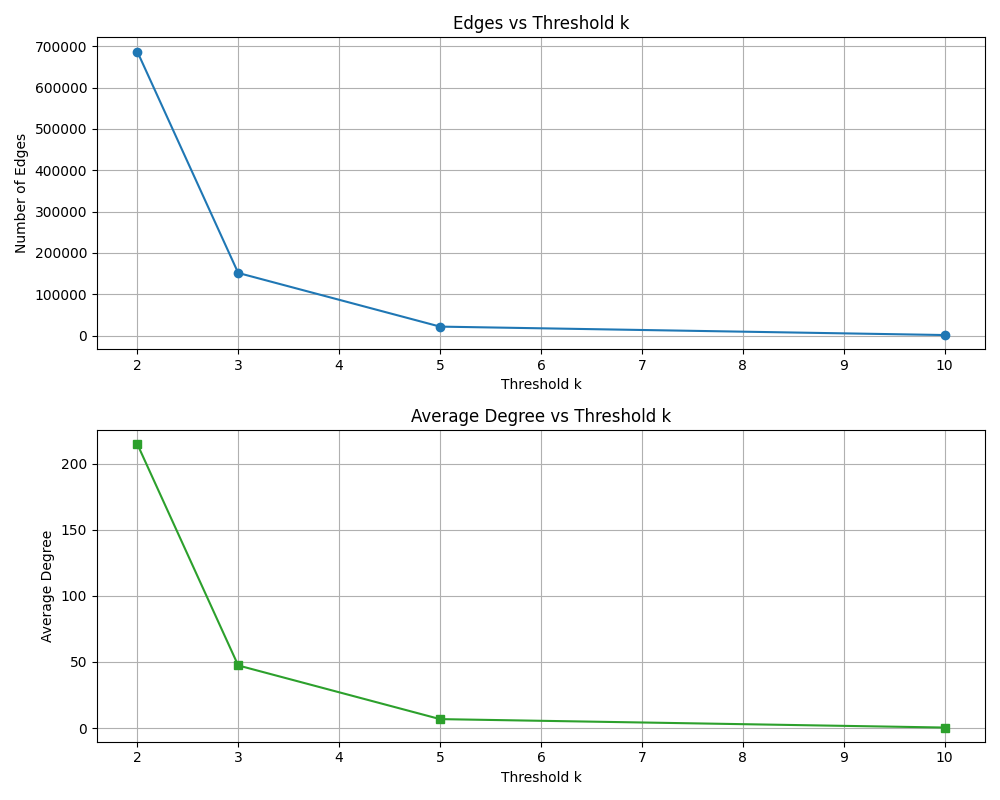 Edges vs Threshold k
700000
600000
500000
400000
300000
200000
100000
0
Number of Edges
2 3 4 5 6 7 8 9 10
Threshold k
Average Degree vs Threshold k
200
150
100
50
0
Average Degree
2 3 4 5 6 7 8 9 10
Threshold k